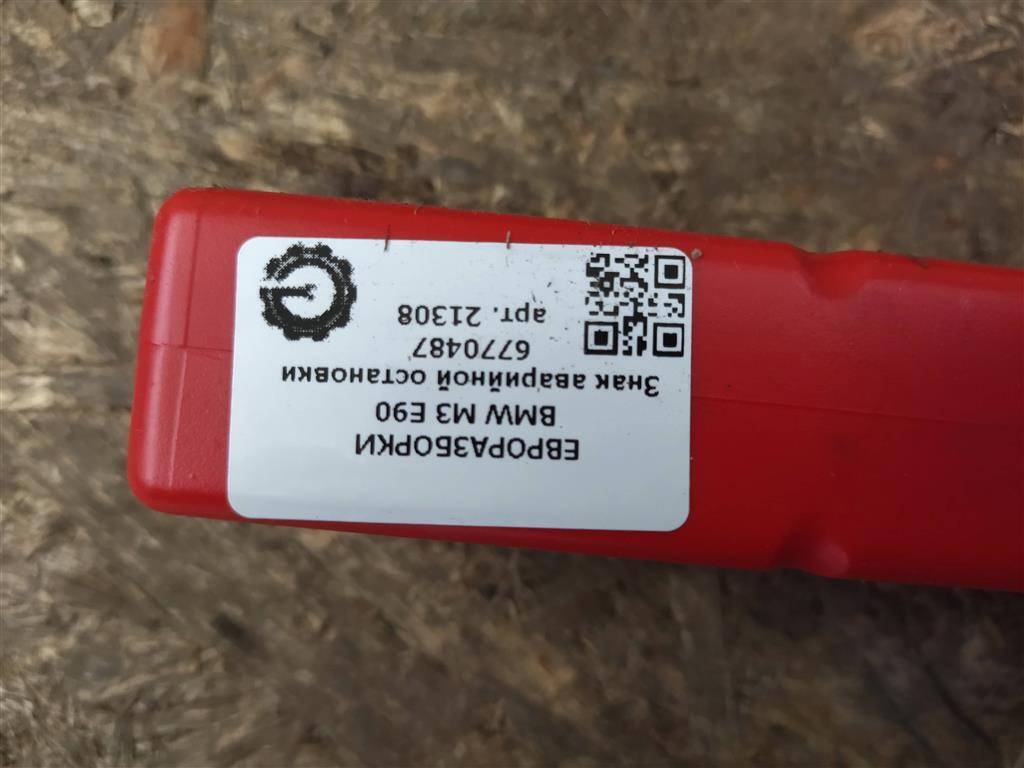 ЕВРОРАЗБОРКИ
BMW M3 E90
Знак аварийной остановки
6770487
арт. 21308